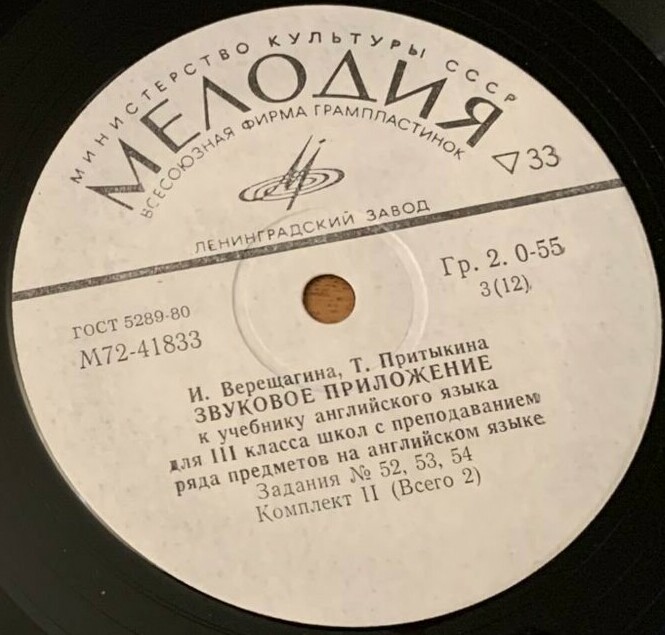 МИНИСТЕРСТВО КУЛЬТУРЫ СССР
МЕЛОДИЯ
ВСЕСОЮЗНАЯ ФИРМА ГРАМПЛАСТИНОК
33
ЛЕНИНГРАДСКИЙ ЗАВОД
ГОСТ 5289-80
М72-41833
Гр. 2. 0-55
3(12)
И. Верещагина, Т. Притыкина
ЗВУКОВОЕ ПРИЛОЖЕНИЕ
к учебнику английского языка
для III класса школ с преподаванием
ряда предметов на английском языке
Задания № 52, 53, 54
Комплект II (Всего 2)